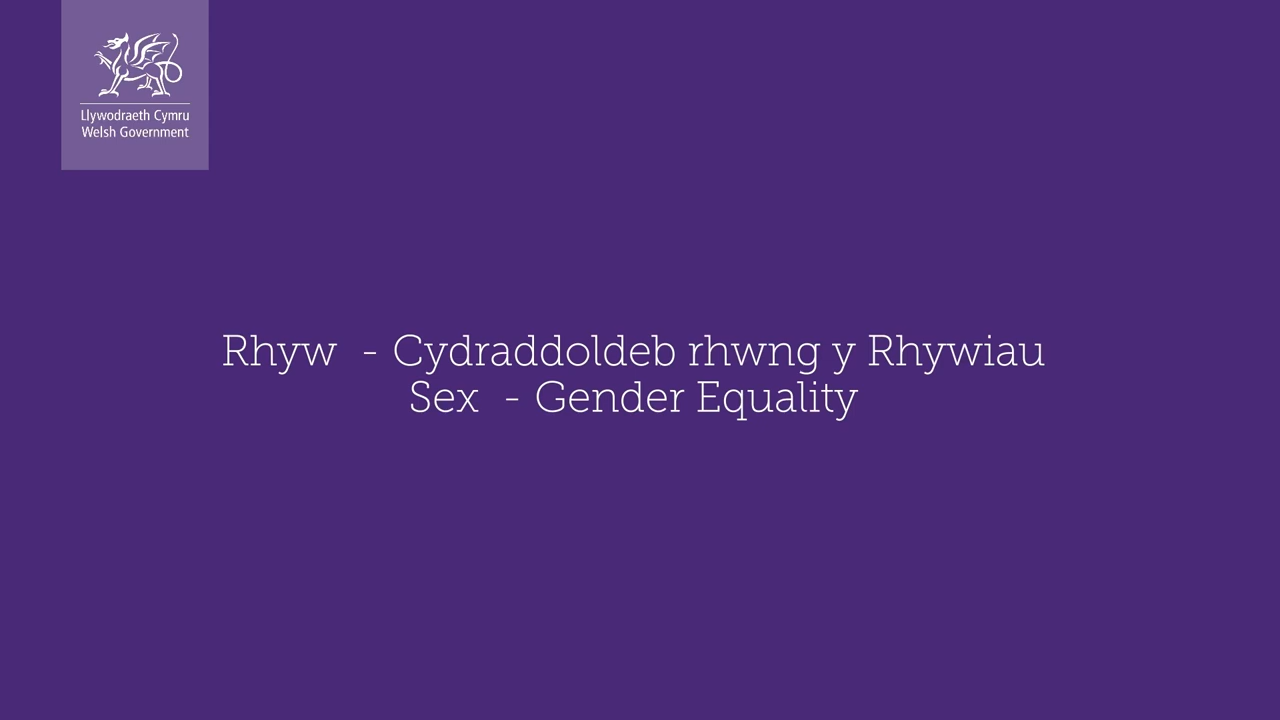 Llywodraeth Cymru
Welsh Government
Rhyw  - Cydraddoldeb rhwng y Rhywiau
Sex  - Gender Equality